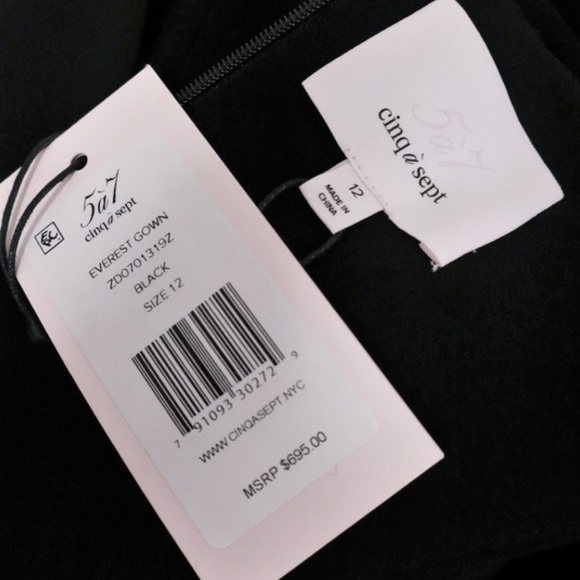 5à7
cinq à sept
EVEREST GOWN
ZD0701319Z
BLACK
SIZE 12
7 91093 30272 9
WWW.CINQASEPT.NYC
MSRP $695.00
5à7
cinq à sept
12
MADE IN
CHINA